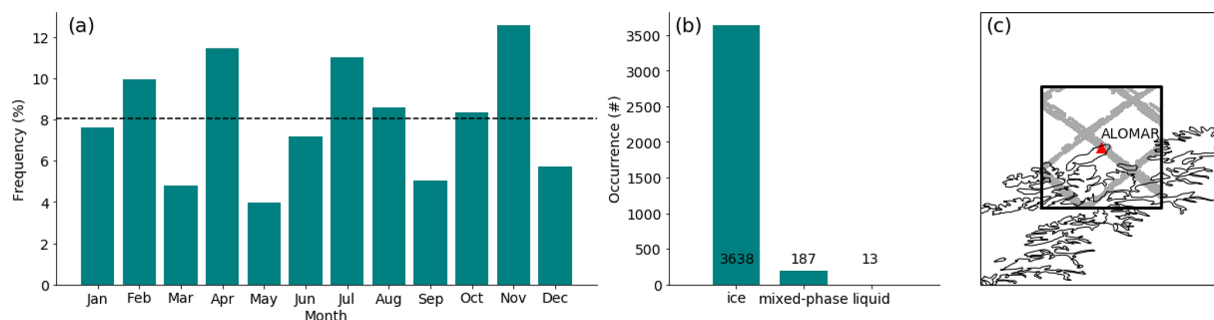 (a)
Frequency (%)
12
10
8
6
4
2
0
Jan Feb Mar Apr May Jun Jul Aug Sep Oct Nov Dec
Month
(b)
Occurrence (#)
3500
3000
2500
2000
1500
1000
500
0
3638 187 13
ice mixed-phase liquid
(c)
ALOMAR